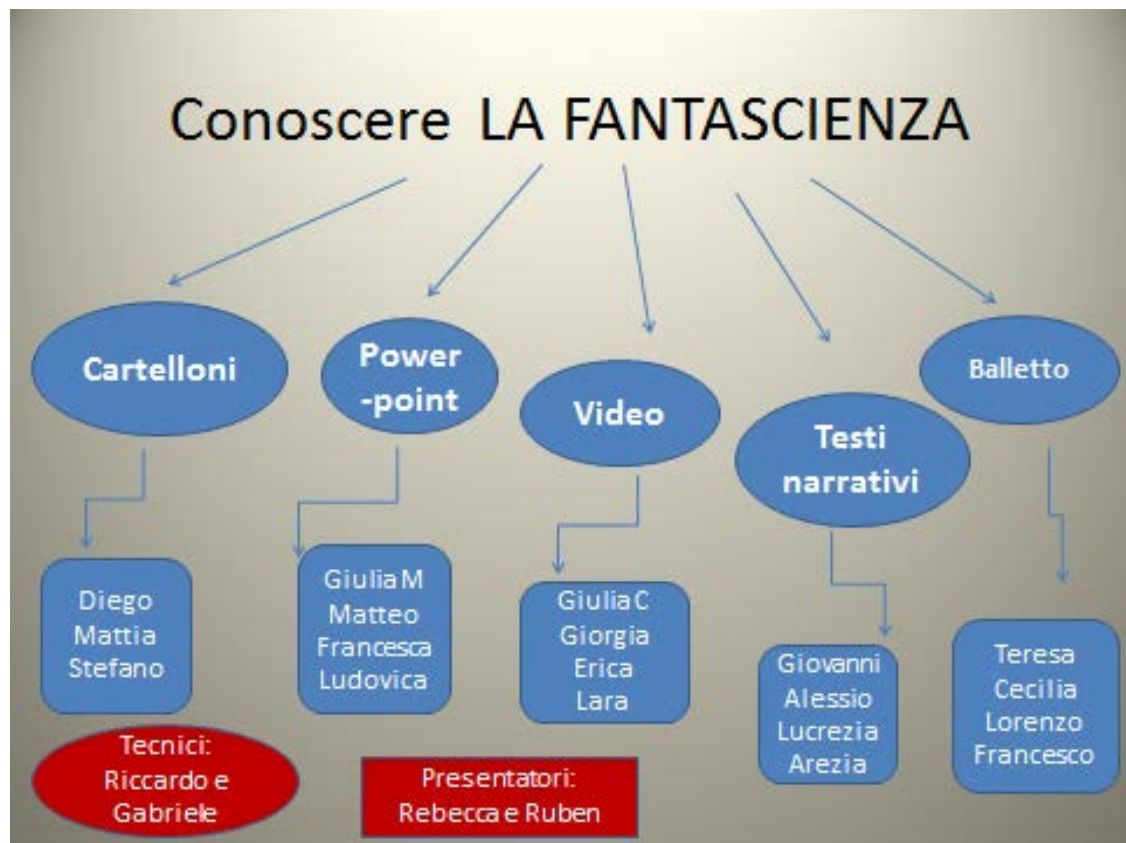 Conoscere LA FANTASCIENZA
Cartelloni
Power
-point
Video
Testi
narrativi
Balletto
Diego
Mattia
Stefano
Giulia M
Matteo
Francesca
Ludovica
Giulia C
Giorgia
Erica
Lara
Giovanni
Alessio
Lucrezia
Arezia
Teresa
Cecilia
Lorenzo
Francesco
Tecnici:
Riccardo e
Gabriele
Presentatori:
Rebecca e Ruben